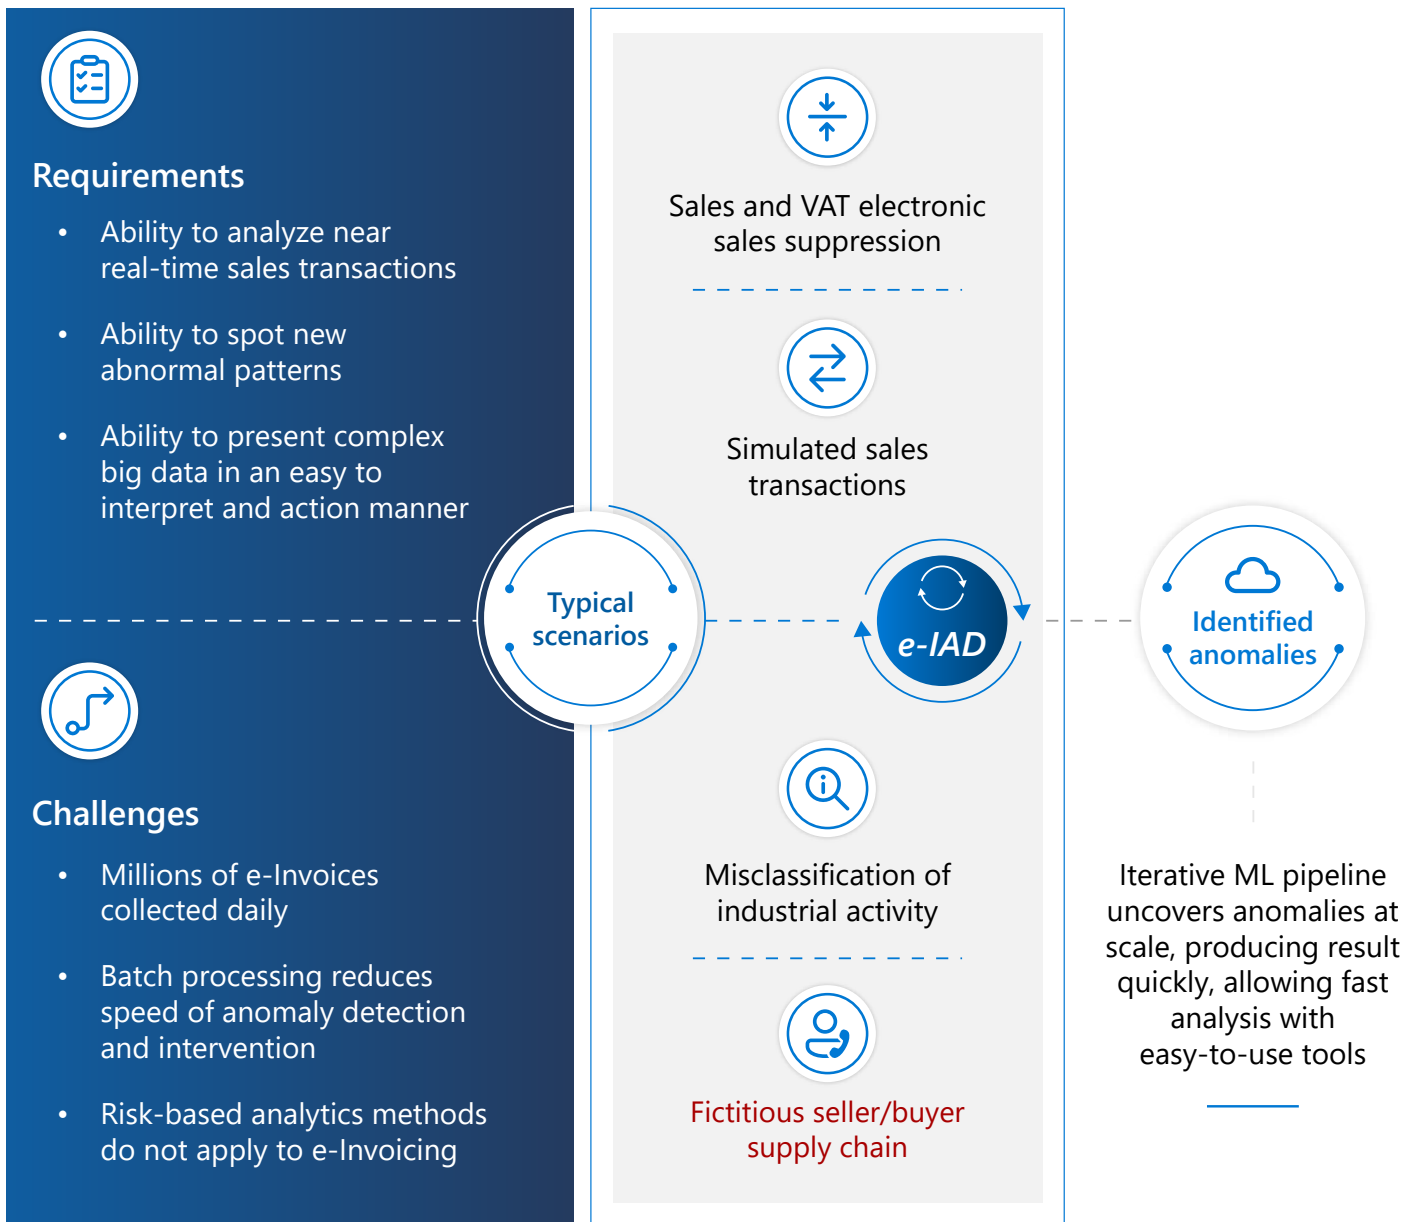 Requirements
• Ability to analyze near
real-time sales transactions
• Ability to spot new
abnormal patterns
• Ability to present complex
big data in an easy to
interpret and action manner
Challenges
• Millions of e-Invoices
collected daily
• Batch processing reduces
speed of anomaly detection
and intervention
• Risk-based analytics methods
do not apply to e-Invoicing
Typical
scenarios
Sales and VAT electronic
sales suppression
Simulated sales
transactions
e-IAD
Misclassification of
industrial activity
Fictitious seller/buyer
supply chain
Identified
anomalies
Iterative ML pipeline
uncovers anomalies at
scale, producing result
quickly, allowing fast
analysis with
easy-to-use tools